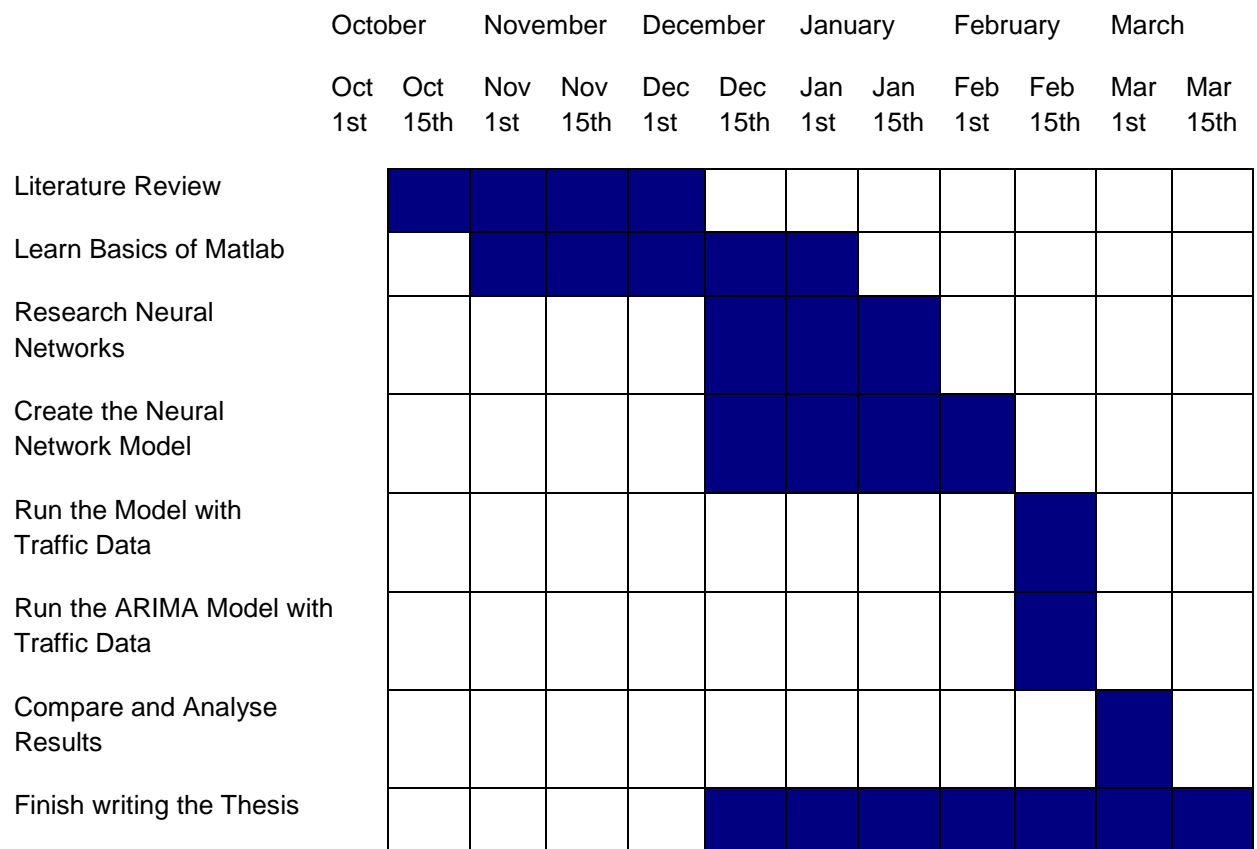 October November December January February March
Oct Oct Nov Nov Dec Dec Jan Jan Feb Feb Mar Mar
1st 15th 1st 15th 1st 15th 1st 15th 1st 15th 1st 15th
Literature Review
Learn Basics of Matlab
Research Neural
Networks
Create the Neural
Network Model
Run the Model with
Traffic Data
Run the ARIMA Model with
Traffic Data
Compare and Analyse
Results
Finish writing the Thesis